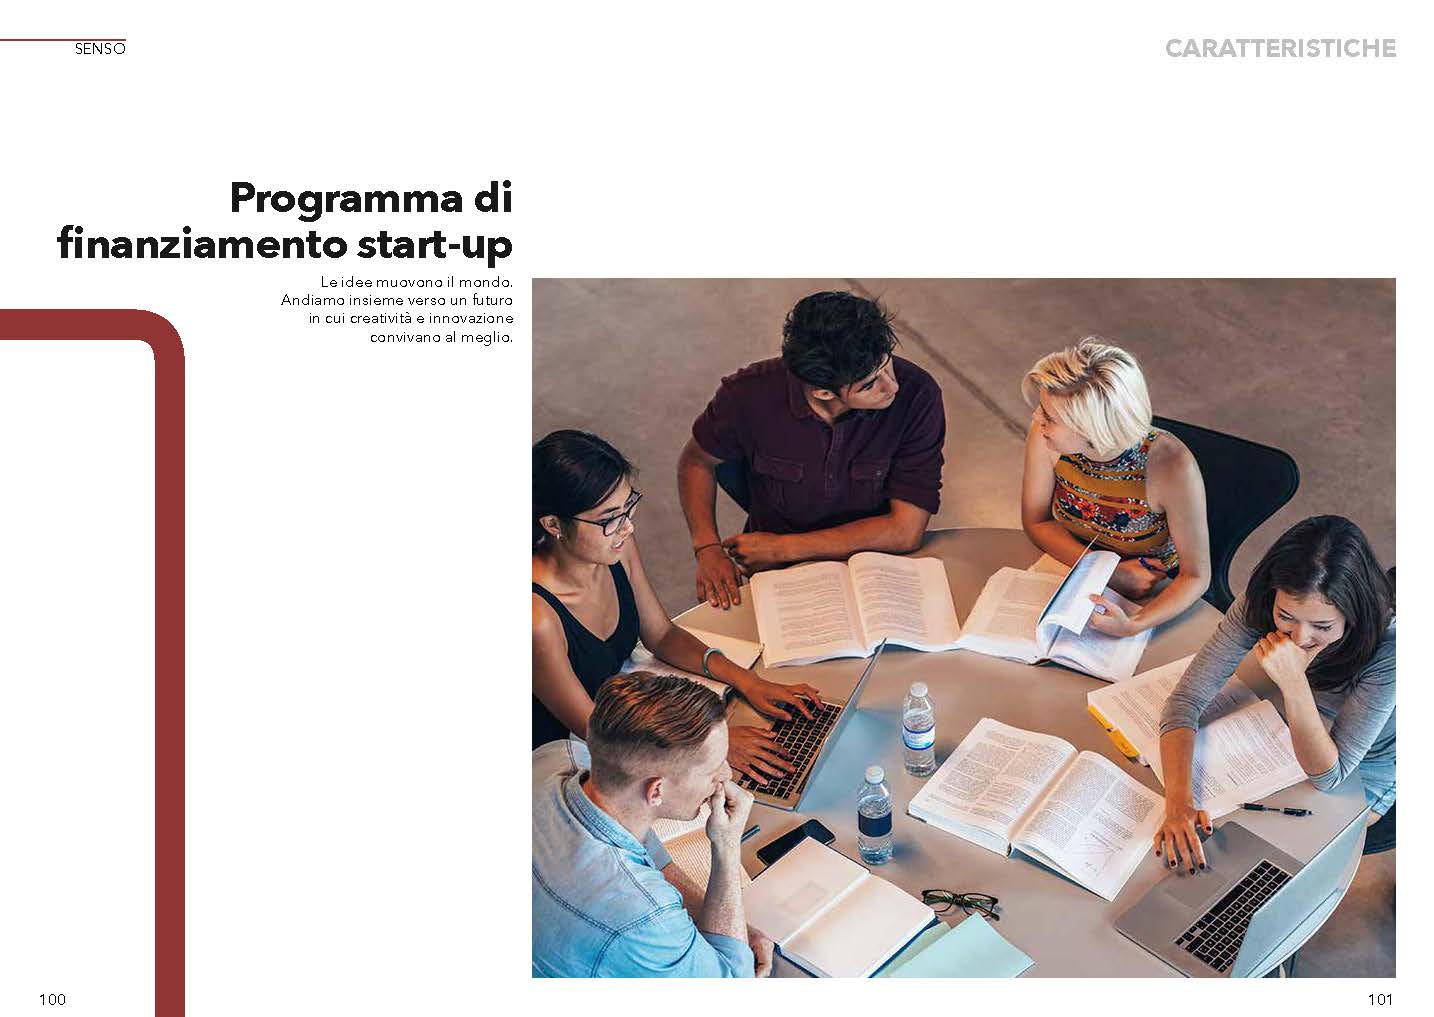 SENSO
CARATTERISTICHE
Programma di
finanziamento start-up
Le idee muovono il mondo.
Andiamo insieme verso un futuro
in cui creatività e innovazione
convivano al meglio.
100
101